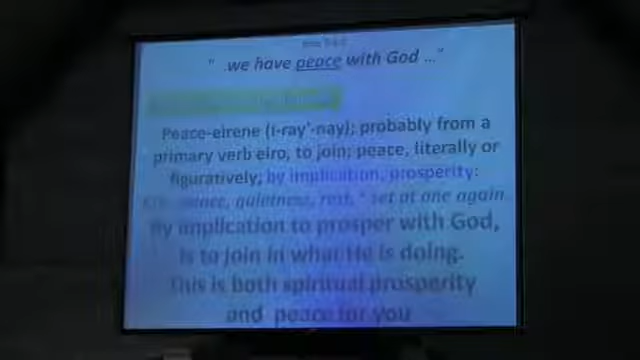 " ..we have peace with God ..."
Peace-eirene (i-ray'-nay); probably from a
primary verb eiro, to join; peace, literally or
figuratively, by implication, prosperity:
peace, quietness, rest, * set at one again.
By implication to prosper with God,
is to join in what He is doing.
This is both spiritual prosperity
and peace for you